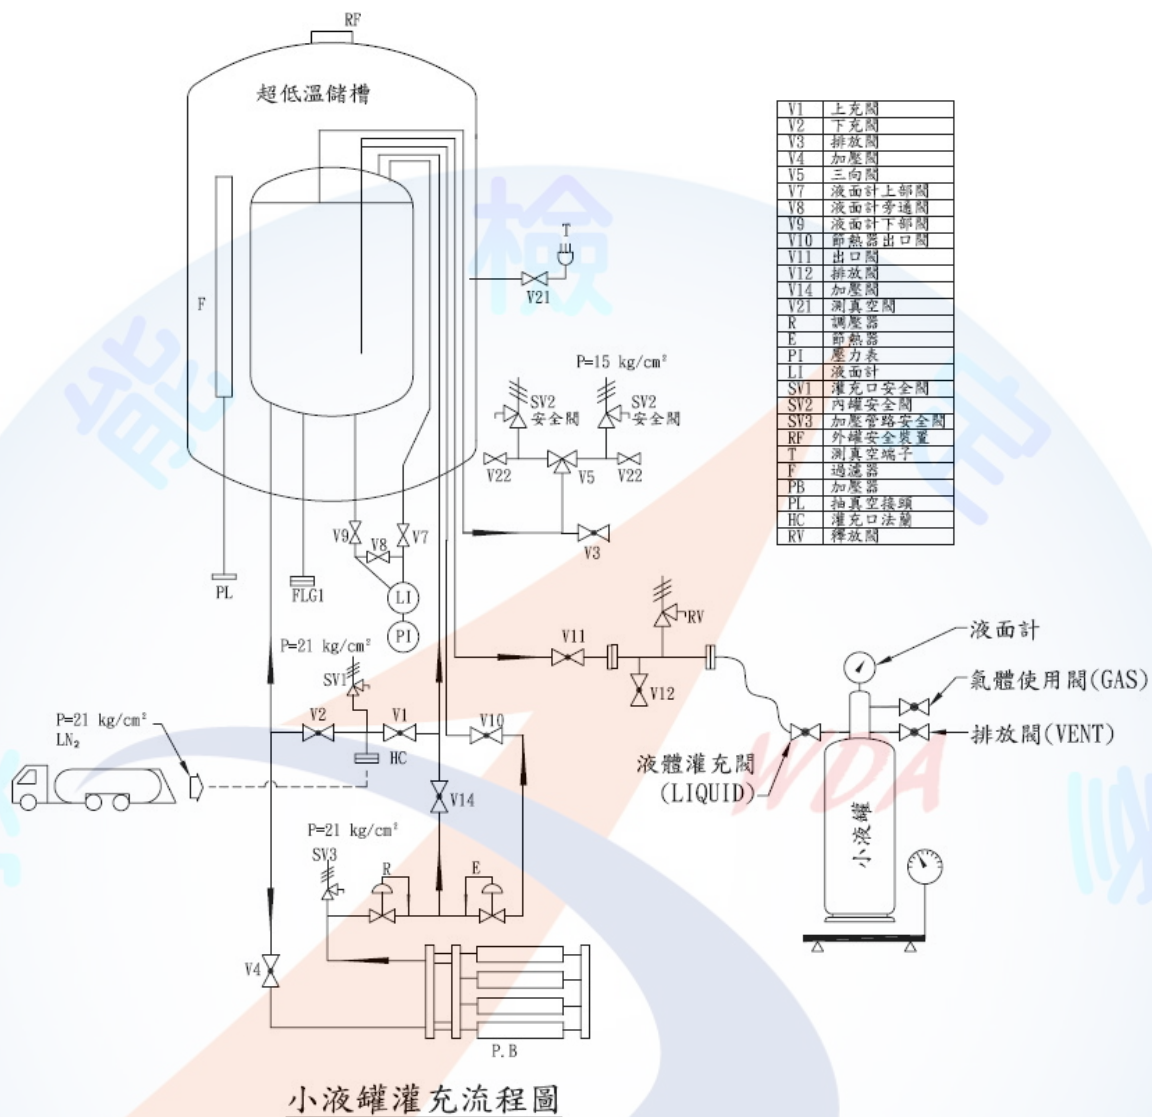 RF
超低溫儲槽
F
T
V21
P=15 kg/cm²
SV2
安全閥
SV2
安全閥
V22
V5
V22
V3
V9
V8
V7
PL
FLG1
LI
PI
V1 上充閥
V2 下充閥
V3 排放閥
V4 加壓閥
V5 三向閥
V7 液面計上部閥
V8 液面計旁通閥
V9 液面計下部閥
V10 節熱器出口閥
V11 出口閥
V12 排放閥
V14 加壓閥
V21 測真空閥
R 調壓器
E 節熱器
PI 壓力表
LI 液面計
SV1 灌充口安全閥
SV2 內罐安全閥
SV3 加壓管路安全閥
RF 外罐安全裝置
T 測真空端子
F 過濾器
PB 加壓器
PL 抽真空接頭
HC 灌充口法蘭
RV 釋放閥
P=21 kg/cm²
SV1
V2
V1
HC
V10
V14
V11
RV
V12
P=21 kg/cm²
LN₂
P=21 kg/cm²
SV3
R
E
V4
P.B
液面計
氣體使用閥(GAS)
排放閥(VENT)
液體灌充閥
(LIQUID)
小液罐
小液罐灌充流程圖
能
檢
定
WDA